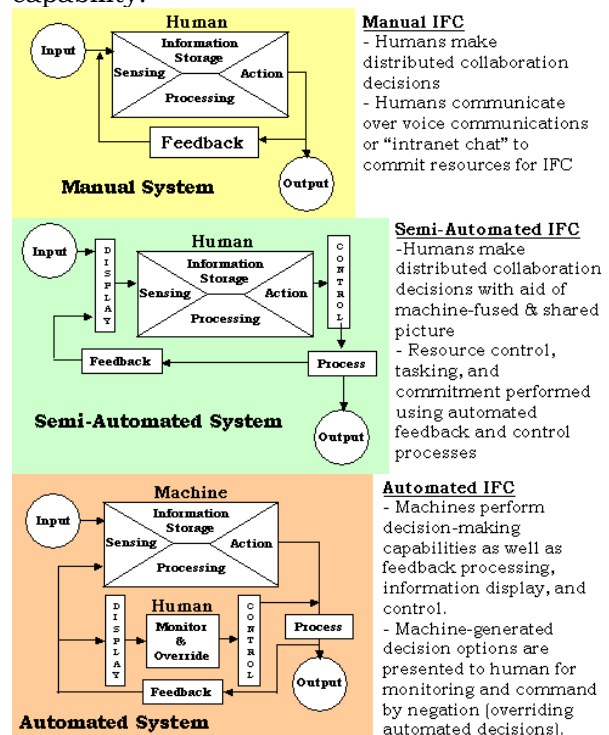 capability.
Human
Input
Information
Storage
Sensing
Action
Processing
Feedback
Output
Manual System
Manual IFC
- Humans make
distributed collaboration
decisions
- Humans communicate
over voice communications
or “intranet chat” to
commit resources for IFC
Human
Input
DISPLAY
Information
Storage
Sensing
Action
Processing
CONTROL
Feedback
Process
Semi-Automated System
Output
Semi-Automated IFC
-Humans make
distributed collaboration
decisions with aid of
machine-fused & shared
picture
- Resource control,
tasking, and
commitment performed
using automated
feedback and control
processes
Machine
Input
Information
Storage
Sensing
Action
Processing
Human
DISPLAY
Monitor
&
Override
CONTROL
Process
Feedback
Output
Automated System
Automated IFC
- Machines perform
decision-making
capabilities as well as
feedback processing,
information display, and
control.
- Machine-generated
decision options are
presented to human for
monitoring and command
by negation (overriding
automated decisions).